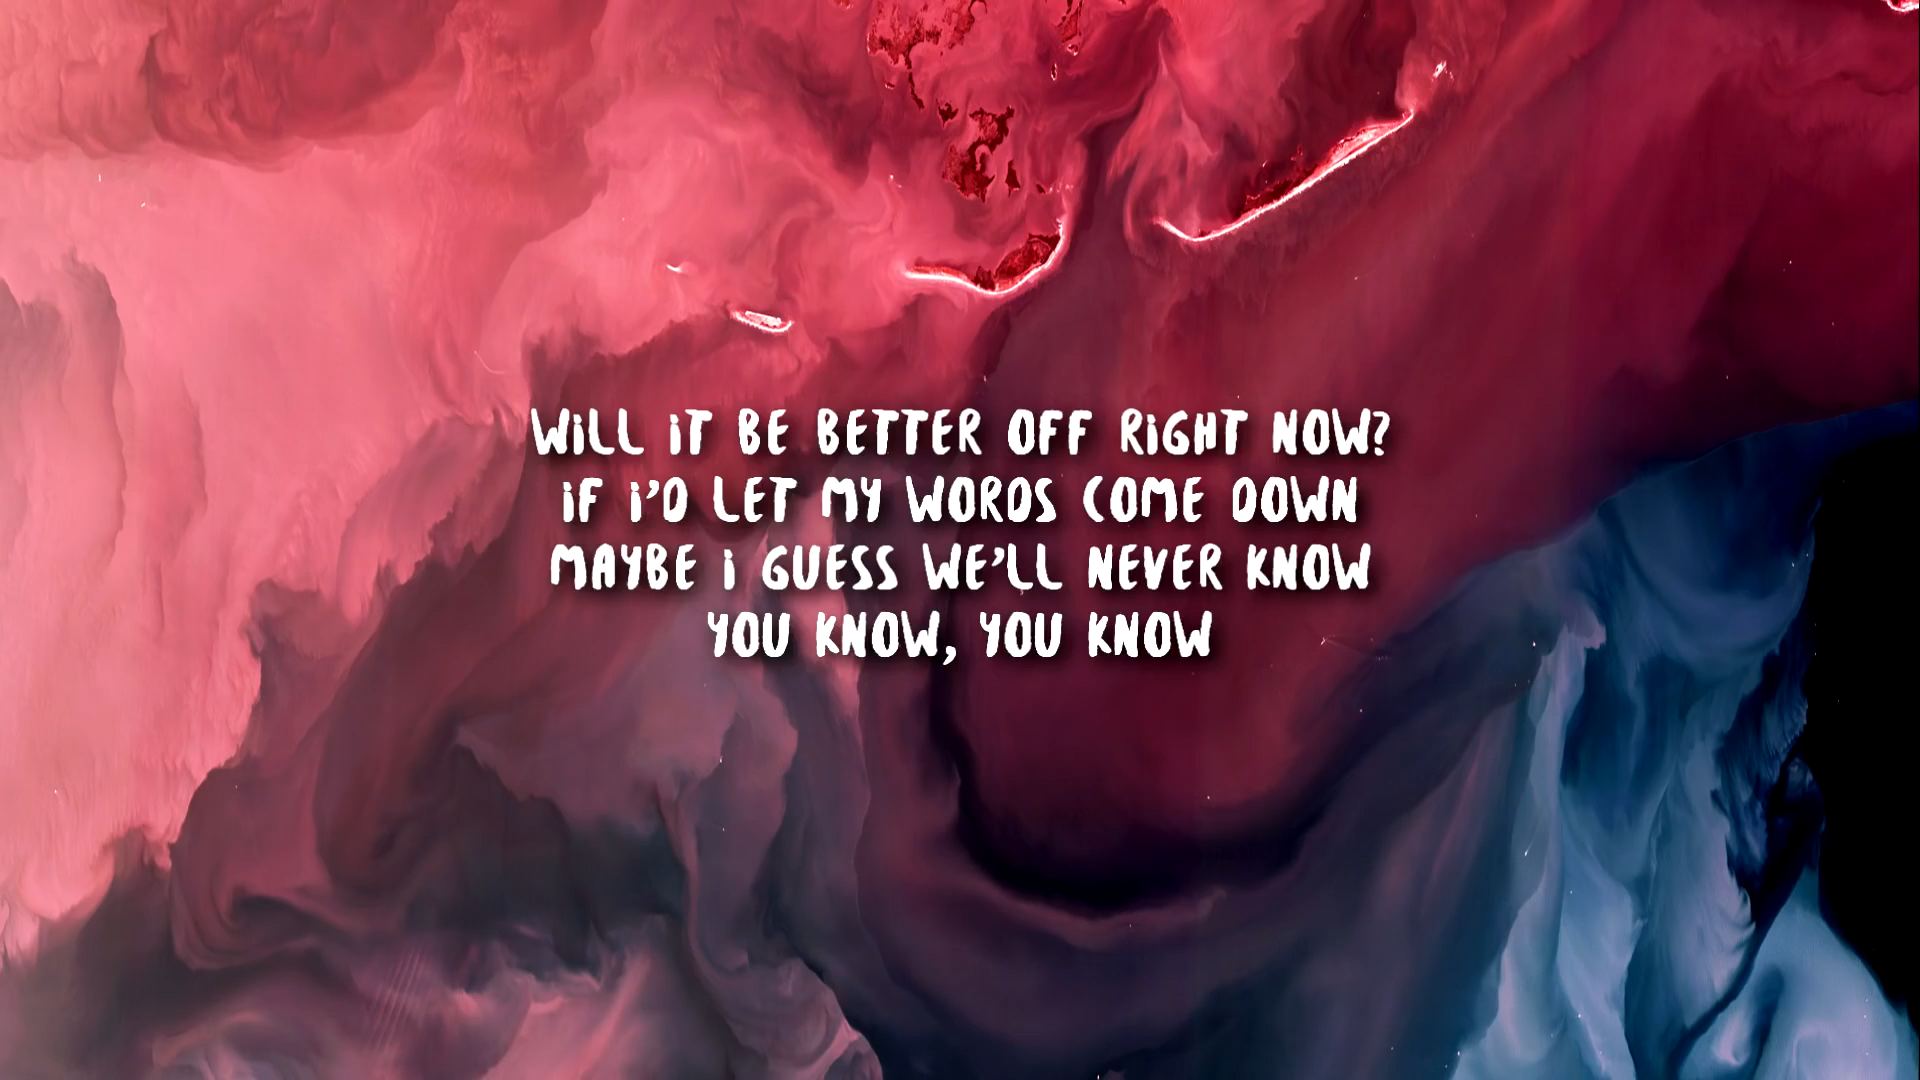 WiLL iT BE BETTER OFF RiGHT NOW?
iF i'D LET MY WORDS COME DOWN
MAYBE i GUESS WE'LL NEVER KNOW
YOU KNOW, YOU KNOW